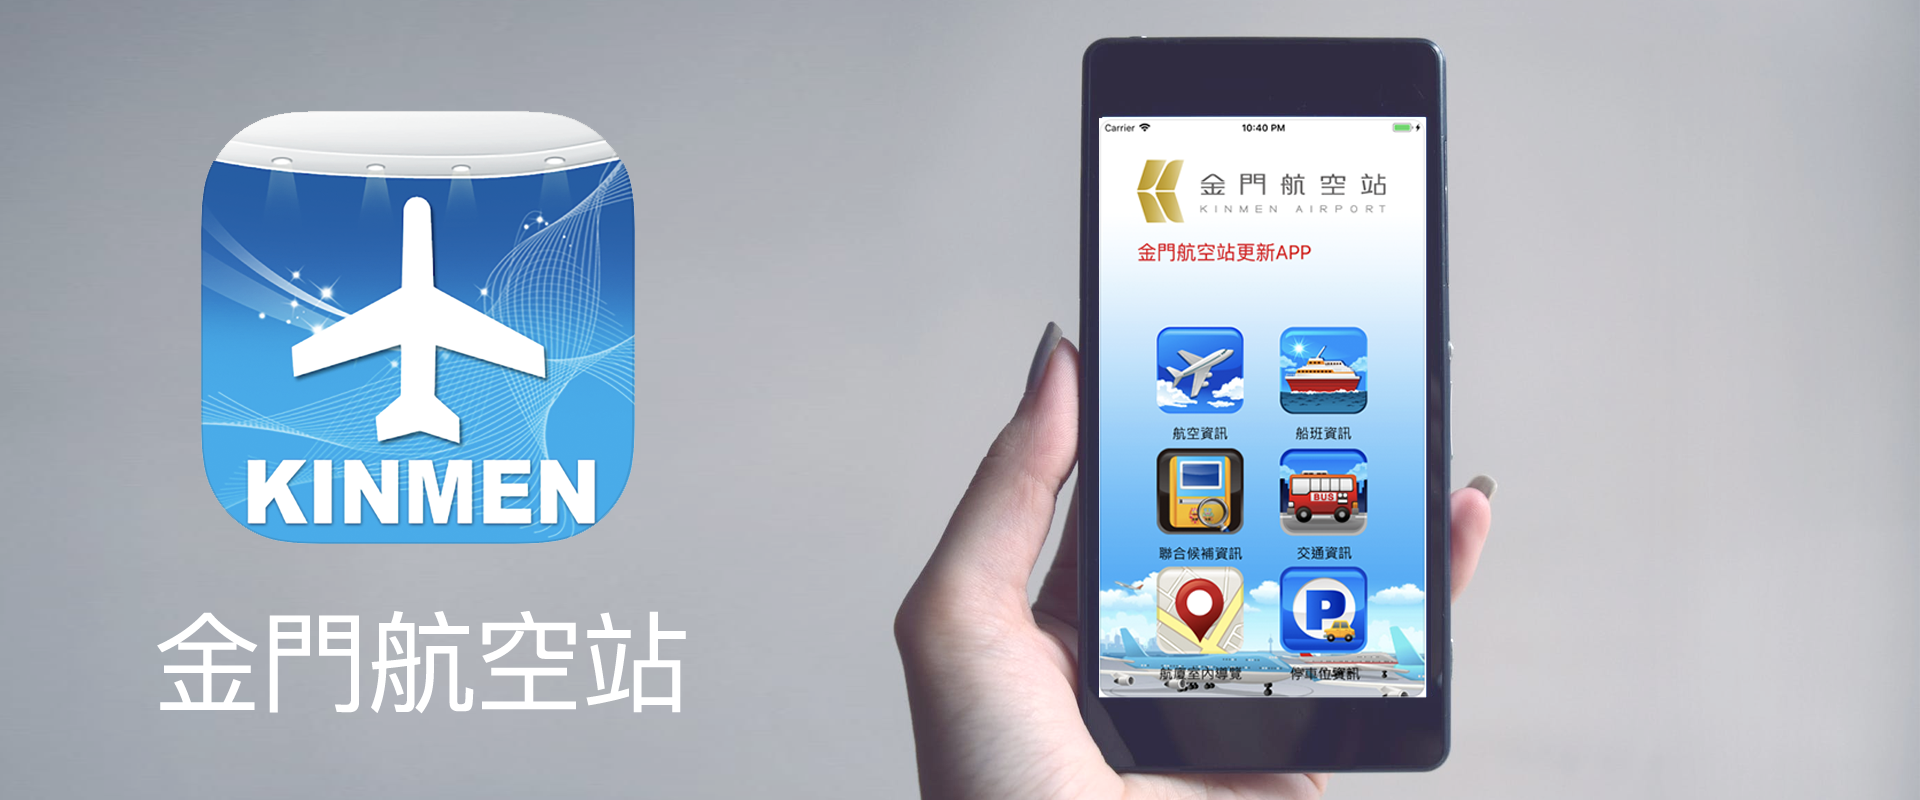 KINMEN
金門航空站
Carrier 10:40 PM
金門航空站
KINMEN AIRPORT
金門航空站更新APP
航空資訊 船班資訊
BUS
聯合候補資訊 交通資訊
P
航廈室內導覽 停車位資訊